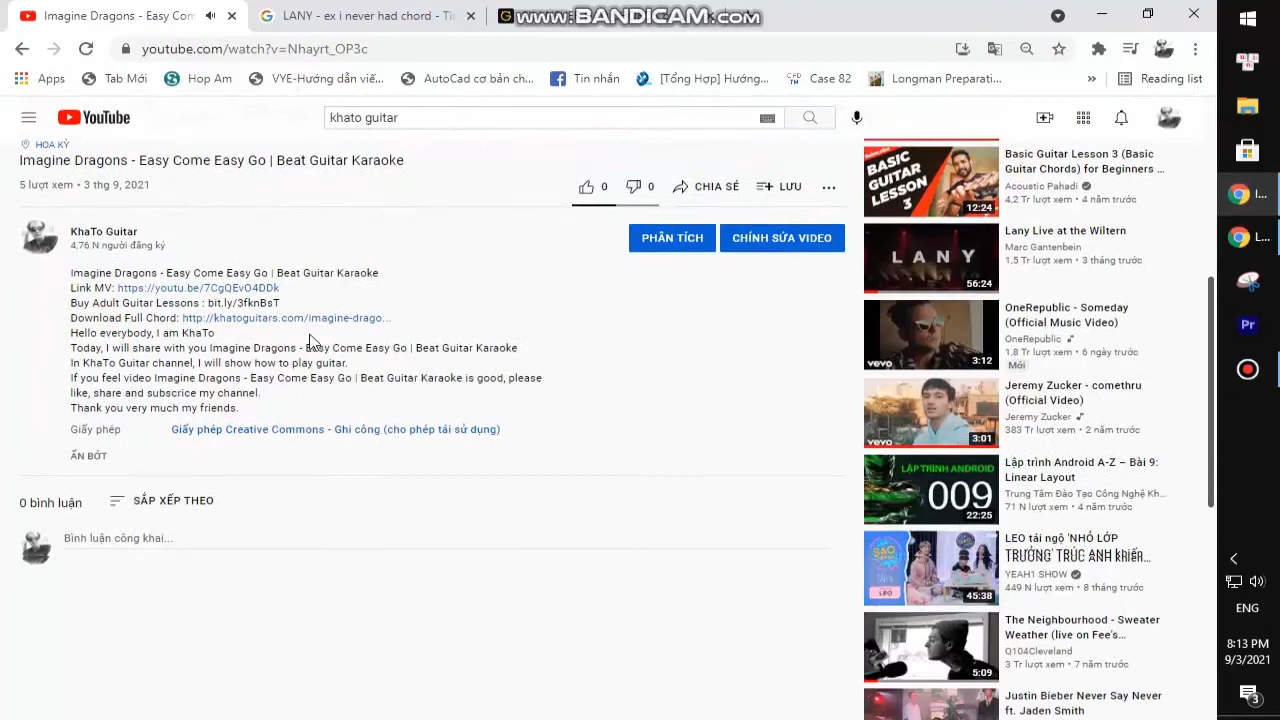 Imagine Dragons - Easy Come Easy
LANY - ex i never had chord - Ti
www.BANDICAM.com
youtube.com/watch?v=Nhayrt_OP3c
Apps
Tab Mới
Hop Am
VYE-Hướng dẫn viế...
AutoCad cơ bản ch...
Tin nhắn
[Tổng Hợp] Hướng...
Case 82
Longman Preparati...
»
Reading list
YouTube
khato guitar
HOA KỲ
Imagine Dragons - Easy Come Easy Go | Beat Guitar Karaoke
5 lượt xem • 3 thg 9, 2021
0
0
CHIA SẺ
LƯU
KhaTo Guitar
4,76 N người đăng ký
PHÂN TÍCH
CHỈNH SỬA VIDEO
Imagine Dragons - Easy Come Easy Go | Beat Guitar Karaoke
Link MV: https://youtu.be/7CgQEvO4DDk
Buy Adult Guitar Lessons : bit.ly/3fknBsT
Download Full Chord: http://khatoguitars.com/imagine-drago...
Hello everybody, I am KhaTo
Today, I will share with you Imagine Dragons - Easy Come Easy Go | Beat Guitar Karaoke
In KhaTo Guitar channel, I will show how to play guitar.
If you feel video Imagine Dragons - Easy Come Easy Go | Beat Guitar Karaoke is good, please
like, share and subscrice my channel.
Thank you very much my friends.
Giấy phép
Giấy phép Creative Commons - Ghi công (cho phép tái sử dụng)
ẨN BỚT
0 bình luận
SẮP XẾP THEO
Bình luận công khai...
BASIC
GUITAR
LESSON
3
12:24
Basic Guitar Lesson 3 (Basic
Guitar Chords) for Beginners ...
Acoustic Pahadi
4,2 Tr lượt xem • 4 năm trước
LANY
56:24
Lany Live at the Wiltern
Marc Gantenbein
1,5 Tr lượt xem • 3 tháng trước
vevo
3:12
OneRepublic - Someday
(Official Music Video)
OneRepublic
1,8 Tr lượt xem • 6 ngày trước
Mới
vevo
3:01
Jeremy Zucker - comethru
(Official Video)
Jeremy Zucker
383 Tr lượt xem • 2 năm trước
LẬP TRÌNH ANDROID
009
22:25
Lập trình Android A-Z – Bài 9:
Linear Layout
Trung Tâm Đào Tạo Công Nghệ Kh...
71 N lượt xem • 4 năm trước
SAO
LEO
45:38
LEO tái ngộ 'NHỎ LỚP
TRƯỞNG' TRÚC ANH khiến...
YEAH1 SHOW
449 N lượt xem • 8 tháng trước
5:09
The Neighbourhood - Sweater
Weather (live on Fee's...
Q104Cleveland
3 Tr lượt xem • 7 năm trước
Justin Bieber Never Say Never
ft. Jaden Smith
I...
L...
Pr
ENG
8:13 PM
9/3/2021
3